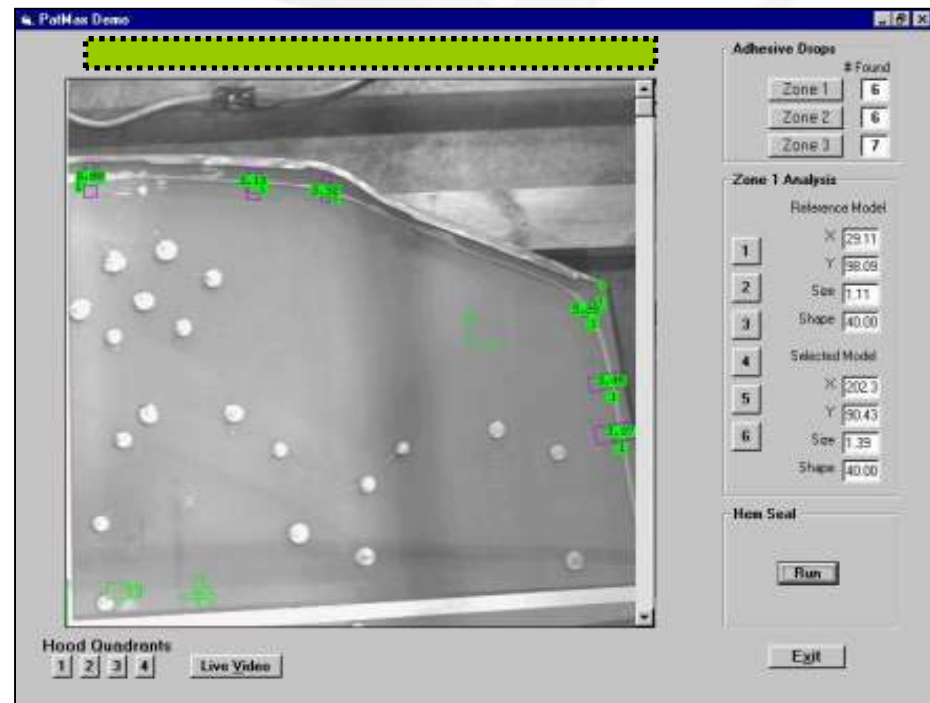 PatMax Demo
Adhesive Drops
# Found
Zone 1 6
Zone 2 6
Zone 3 7
Zone 1 Analysis
Reference Model
X 29.11
Y 98.09
1
2 Size 1.11
3 Shape 40.00
4 Selected Model
X 202.3
5 Y 90.43
6 Size 1.39
Shape 40.00
Hem Seal
Run
Hood Quadrants
1 2 3 4 Live Video
Exit